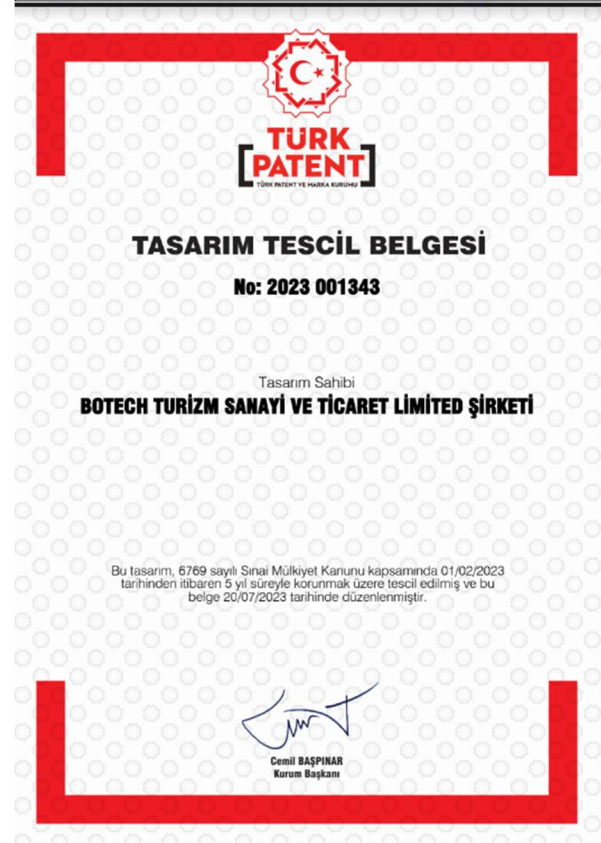 TÜRK
PATENT
TÜRK PATENT VE MARKA KURUMU
TASARIM TESCİL BELGESİ
No: 2023 001343
Tasarım Sahibi
BOTECH TURİZM SANAYİ VE TİCARET LİMİTED ŞİRKETİ
Bu tasarım, 6769 sayılı Sınai Mülkiyet Kanunu kapsamında 01/02/2023
tarihinden itibaren 5 yıl süreyle korunmak üzere tescil edilmiş ve bu
belge 20/07/2023 tarihinde düzenlenmiştir.
Cemil BAŞPINAR
Kurum Başkanı